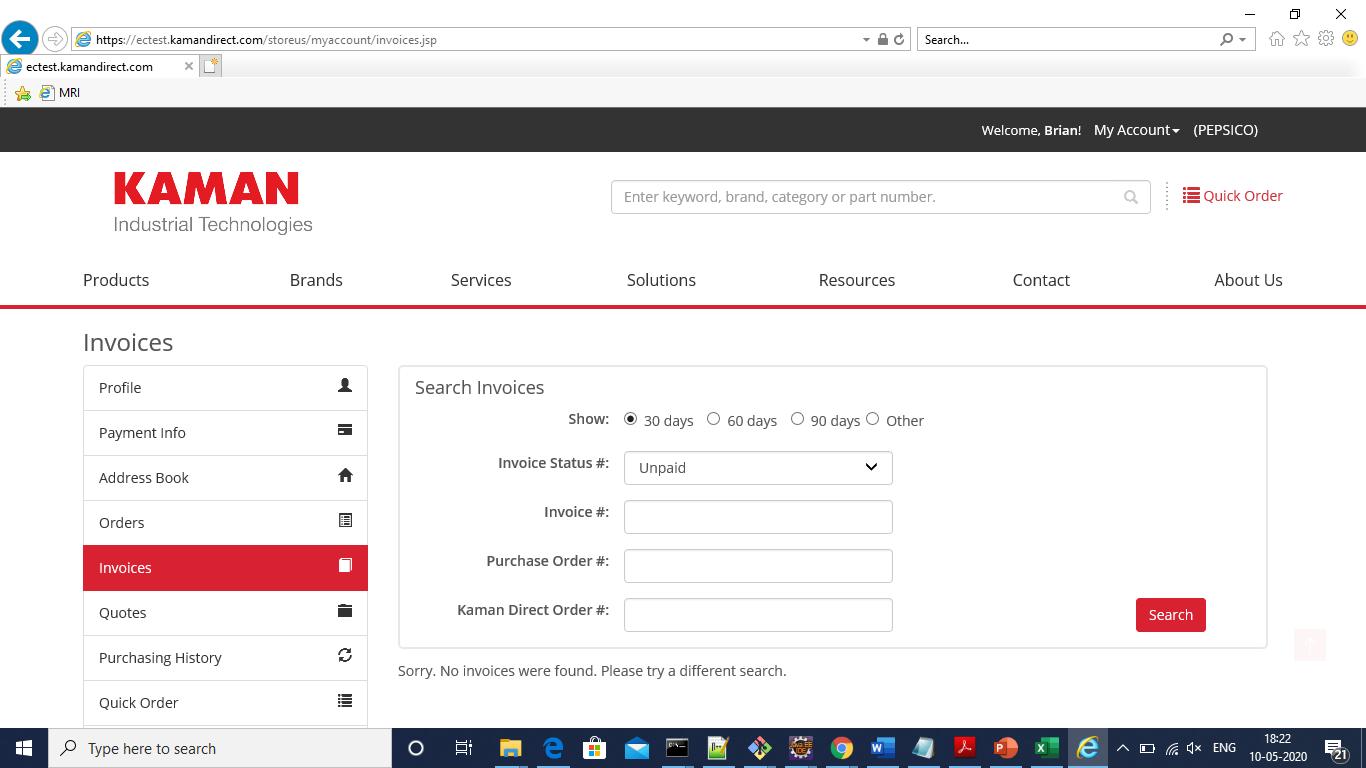 https://ectest.kamandirect.com/storeus/myaccount/invoices.jsp
Search...
ectest.kamandirect.com
MRI
Welcome, Brian! My Account (PEPSICO)
KAMAN
Industrial Technologies
Enter keyword, brand, category or part number.
Quick Order
Products Brands Services Solutions Resources Contact About Us
Invoices
Profile
Payment Info
Address Book
Orders
Invoices
Quotes
Purchasing History
Quick Order
Search Invoices
Show: 30 days 60 days 90 days Other
Invoice Status #: Unpaid
Invoice #:
Purchase Order #:
Kaman Direct Order #:
Search
Sorry. No invoices were found. Please try a different search.
Type here to search
ENG
18:22
10-05-2020
21